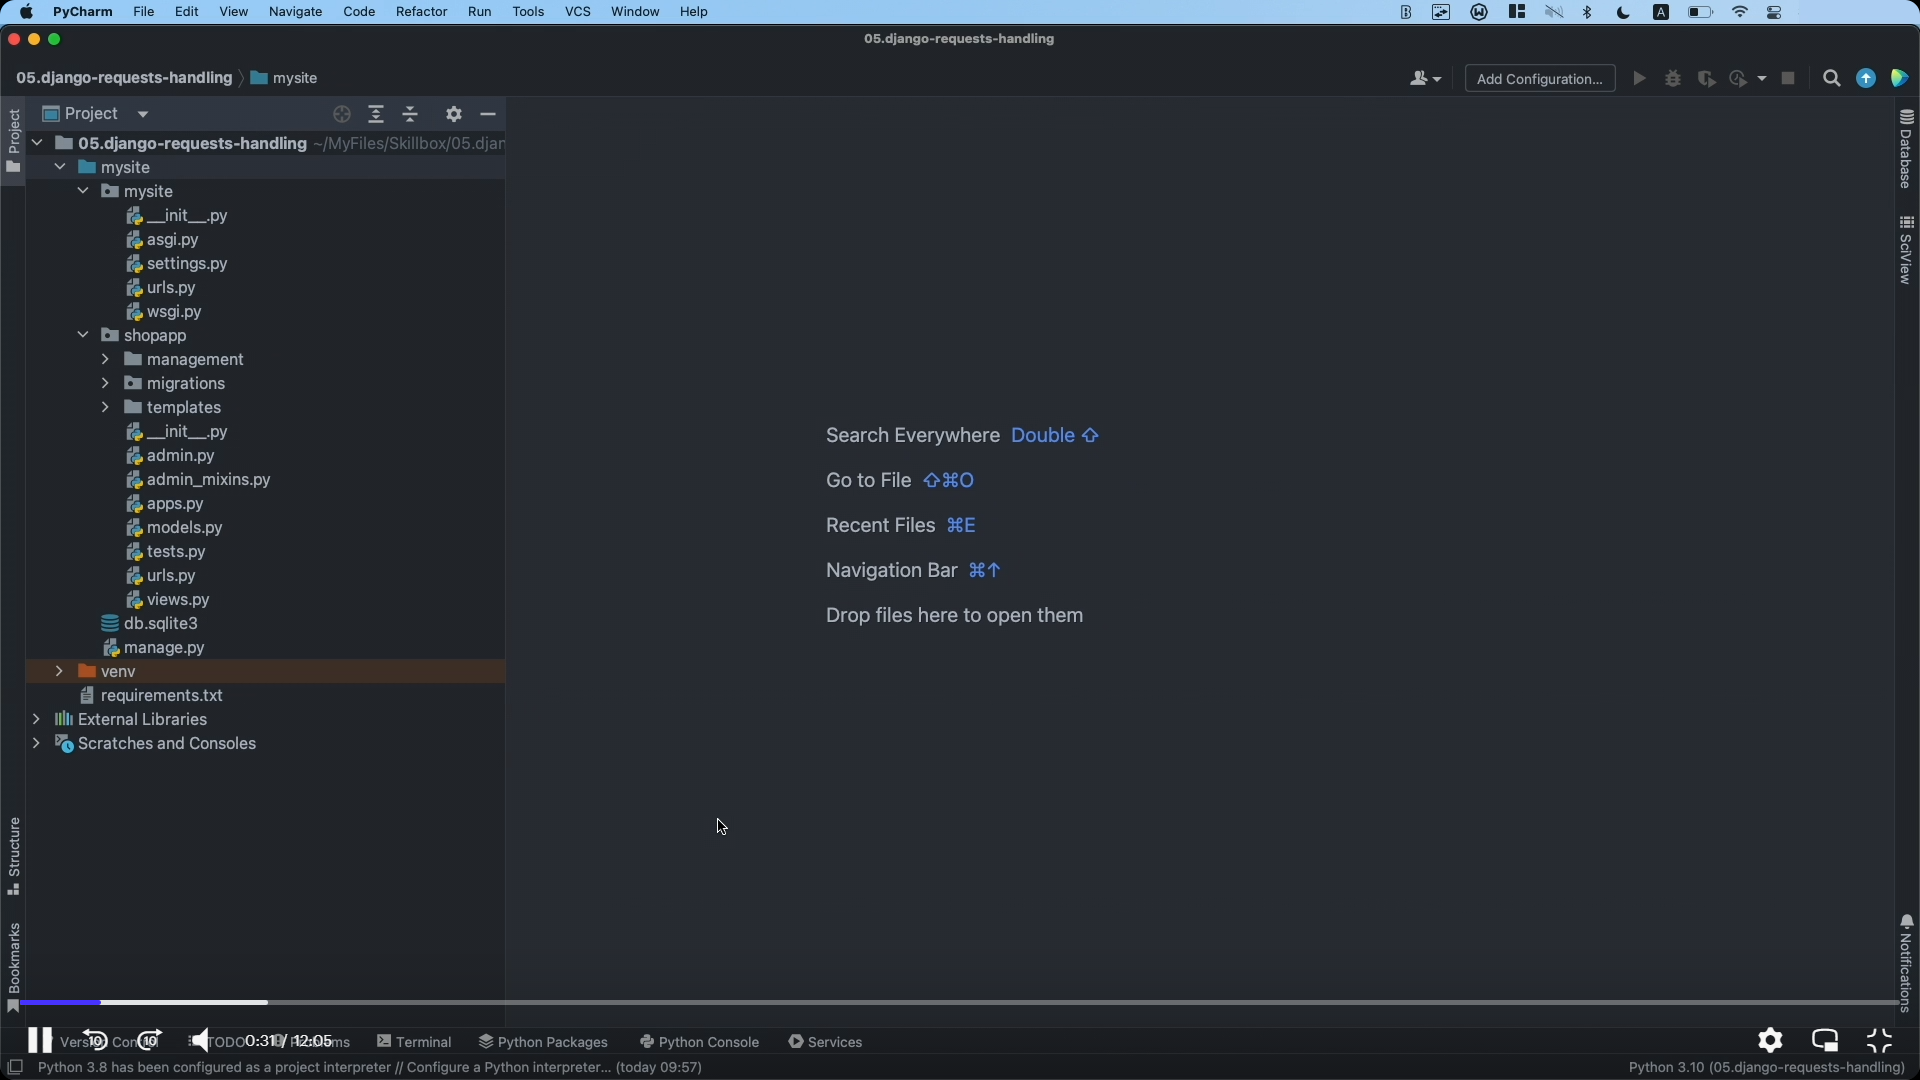 PyCharm File Edit View Navigate Code Refactor Run Tools VCS Window Help
05.django-requests-handling
05.django-requests-handling mysite
Add Configuration...
Project
Project
05.django-requests-handling ~/MyFiles/Skillbox/05.djan
mysite
mysite
__init__.py
asgi.py
settings.py
urls.py
wsgi.py
shopapp
management
migrations
templates
__init__.py
admin.py
admin_mixins.py
apps.py
models.py
tests.py
urls.py
views.py
db.sqlite3
manage.py
venv
requirements.txt
External Libraries
Scratches and Consoles
Search Everywhere Double ⇧
Go to File ⇧⌘O
Recent Files ⌘E
Navigation Bar ⌘↑
Drop files here to open them
Database
SciView
Notifications
Structure
Bookmarks
10 10 TODO 0:31 / 12:05 Terminal Python Packages Python Console Services
Python 3.8 has been configured as a project interpreter // Configure a Python interpreter... (today 09:57)
Python 3.10 (05.django-requests-handling)